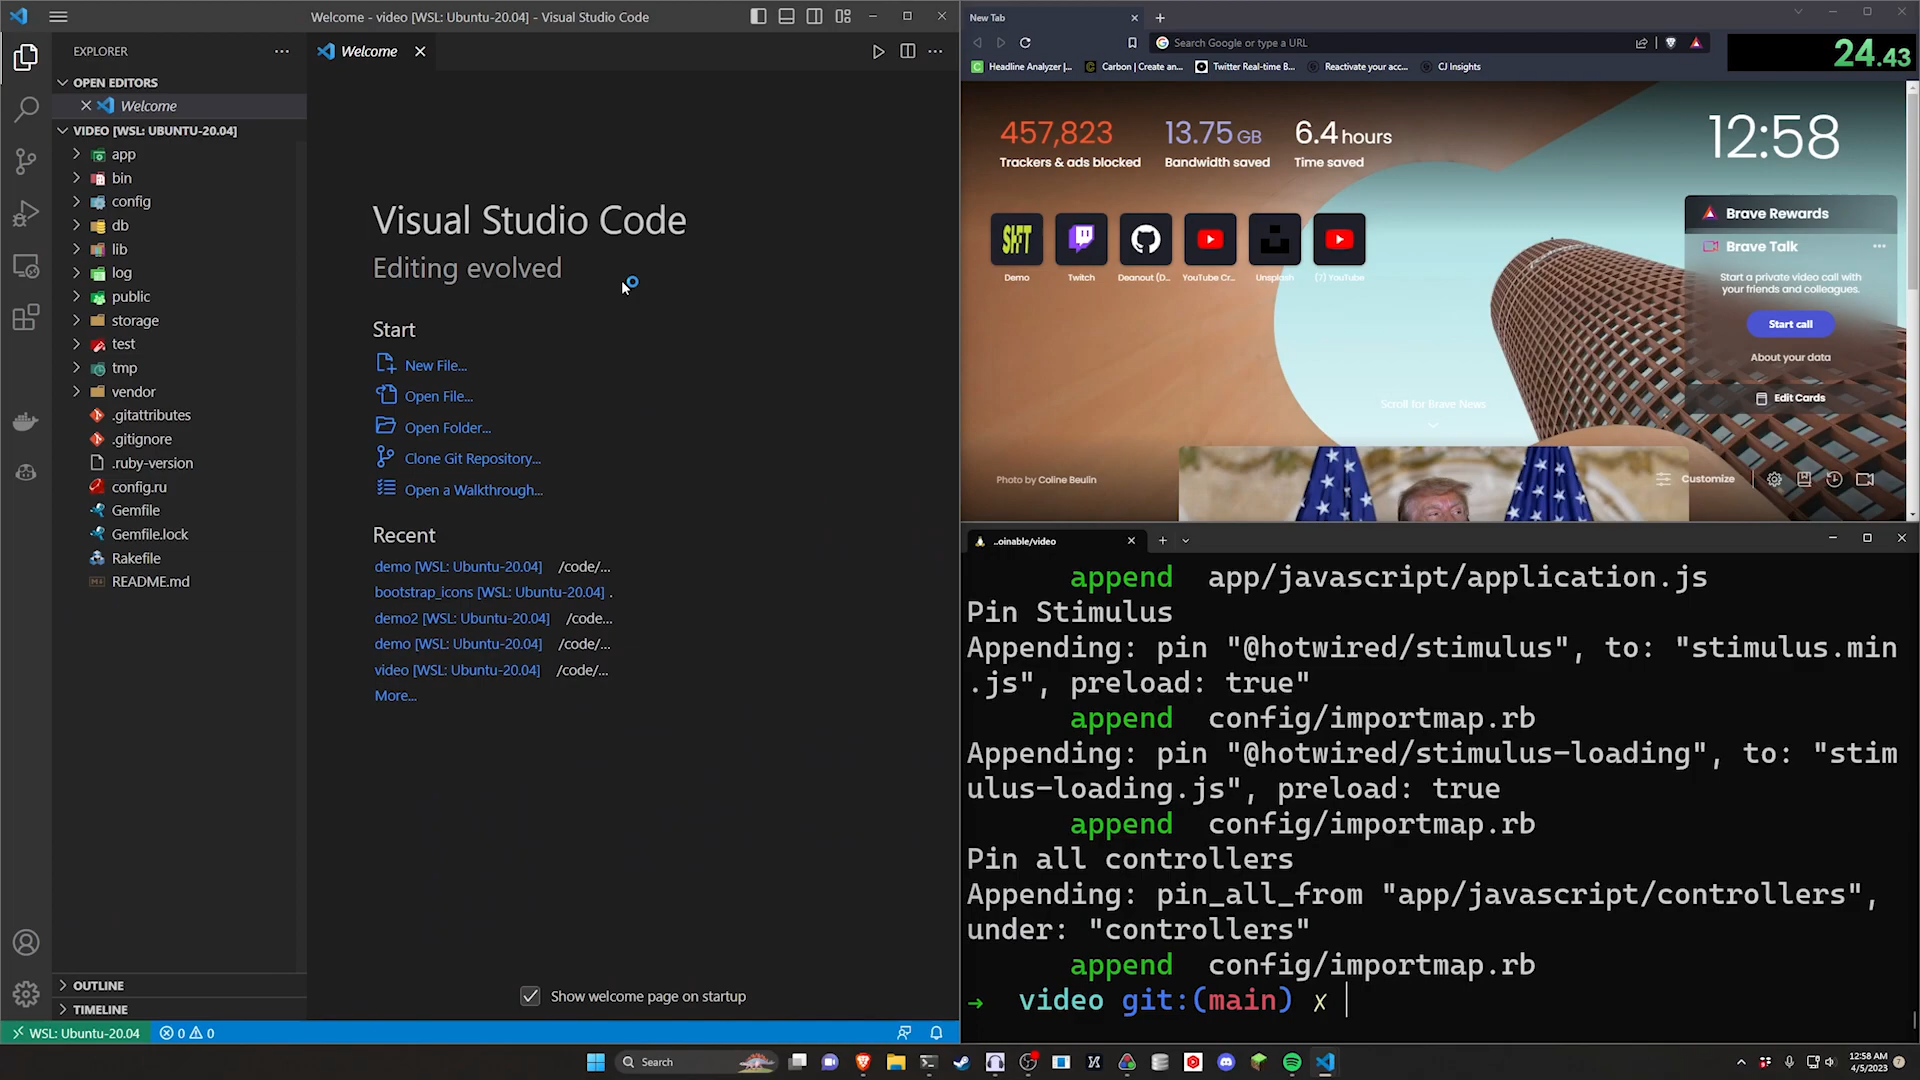 Welcome - video [WSL: Ubuntu-20.04] - Visual Studio Code
EXPLORER
Welcome
OPEN EDITORS
Welcome
VIDEO [WSL: UBUNTU-20.04]
app
bin
config
db
lib
log
public
storage
test
tmp
vendor
.gitattributes
.gitignore
.ruby-version
config.ru
Gemfile
Gemfile.lock
Rakefile
README.md
OUTLINE
TIMELINE
Visual Studio Code
Editing evolved
Start
New File...
Open File...
Open Folder...
Clone Git Repository...
Open a Walkthrough...
Recent
demo [WSL: Ubuntu-20.04] /code/...
bootstrap_icons [WSL: Ubuntu-20.04] .
demo2 [WSL: Ubuntu-20.04] /code...
demo [WSL: Ubuntu-20.04] /code/...
video [WSL: Ubuntu-20.04] /code/...
More...
Show welcome page on startup
WSL: Ubuntu-20.04 0 0
New Tab
Search Google or type a URL
24.43
Headline Analyzer |... Carbon | Create an... Twitter Real-time B... Reactivate your acc... CJ Insights
457,823 13.75 GB 6.4 hours
Trackers & ads blocked Bandwidth saved Time saved
12:58
SHFT
Demo Twitch Deanout (D... YouTube Cr... Unsplash (7) YouTube
Brave Rewards
Brave Talk
Start a private video call with
your friends and colleagues.
Start call
About your data
Edit Cards
Scroll for Brave News
Photo by Coline Beulin
Customize
..oinable/video
append app/javascript/application.js
Pin Stimulus
Appending: pin "@hotwired/stimulus", to: "stimulus.min
.js", preload: true"
append config/importmap.rb
Appending: pin "@hotwired/stimulus-loading", to: "stim
ulus-loading.js", preload: true
append config/importmap.rb
Pin all controllers
Appending: pin_all_from "app/javascript/controllers",
under: "controllers"
append config/importmap.rb
→ video git:(main) ✗
Search
12:58 AM
4/5/2023